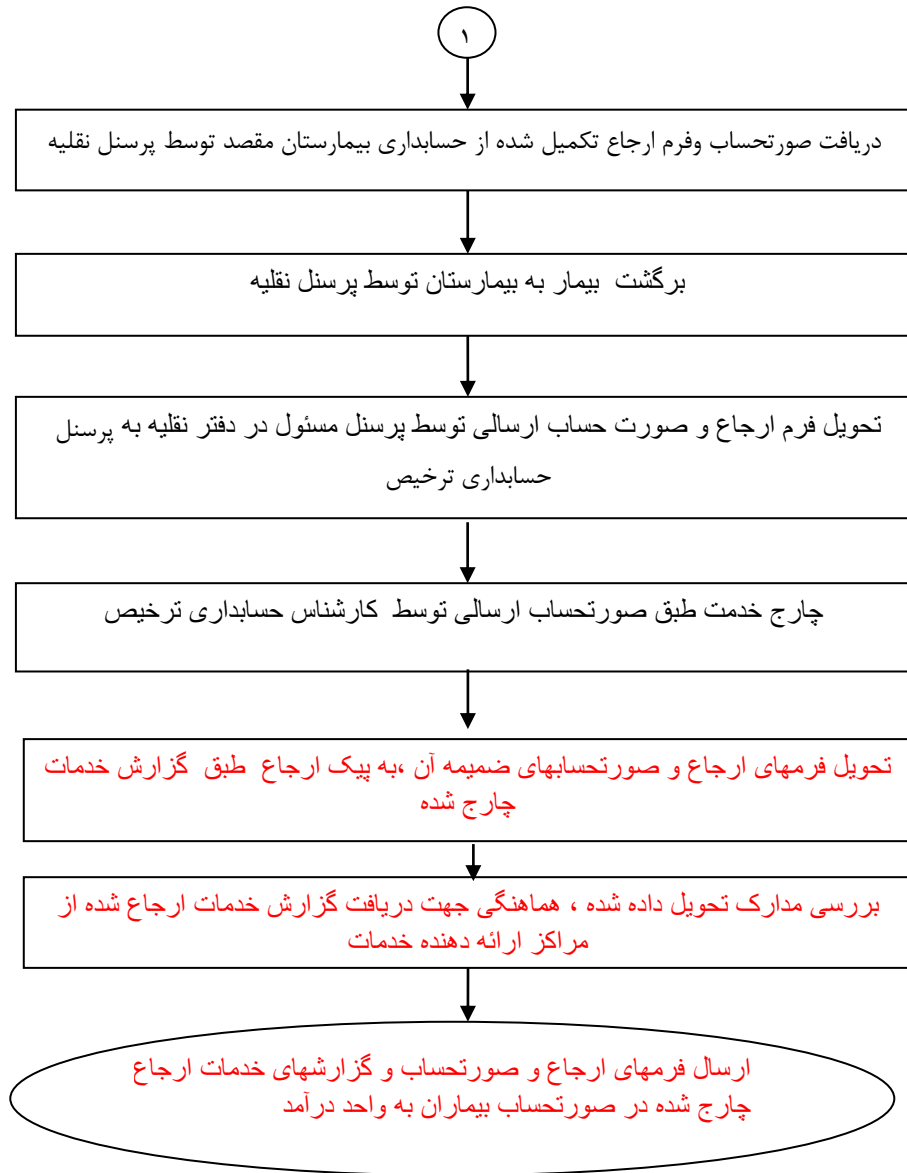 ۱
دریافت صورتحساب وفرم ارجاع تکمیل شده از حسابداری بیمارستان مقصد توسط پرسنل نقلیه
برگشت بیمار به بیمارستان توسط پرسنل نقلیه
تحویل فرم ارجاع و صورت حساب ارسالی توسط پرسنل مسئول در دفتر نقلیه به پرسنل
حسابداری ترخیص
چارج خدمت طبق صورتحساب ارسالی توسط کارشناس حسابداری ترخیص
تحویل فرمهای ارجاع و صورتحسابهای ضمیمه آن ،به پیک ارجاع طبق گزارش خدمات
چارج شده
بررسی مدارک تحویل داده شده ، هماهنگی جهت دریافت گزارش خدمات ارجاع شده از
مراکز ارائه دهنده خدمات
ارسال فرمهای ارجاع و صورتحساب و گزارشهای خدمات ارجاع
چارج شده در صورتحساب بیماران به واحد درآمد